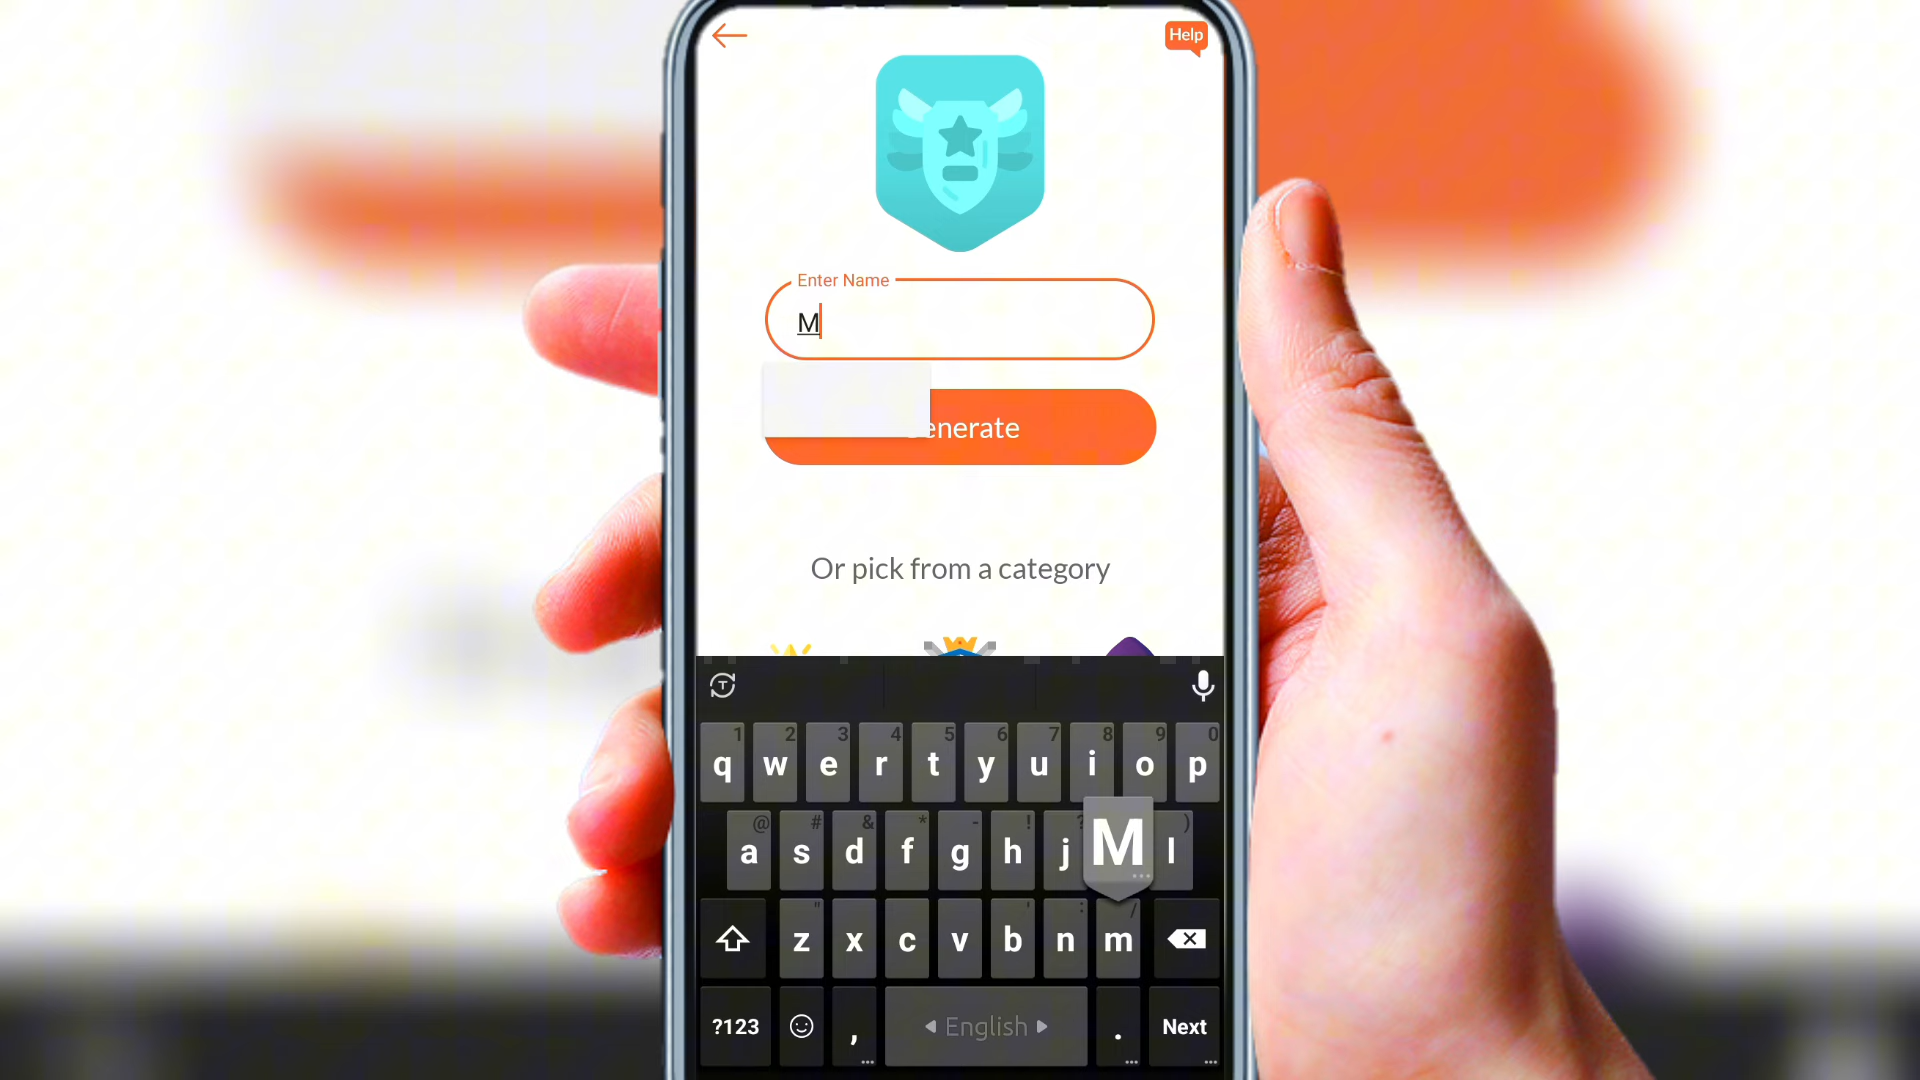 Help
Enter Name
M
enerate
Or pick from a category
1 2 3 4 5 6 7 8 9 0
q w e r t y u i o p
@ # & * - ! ? )
a s d f g h j M l
" ' : /
z x c v b n m
?123 , English . Next